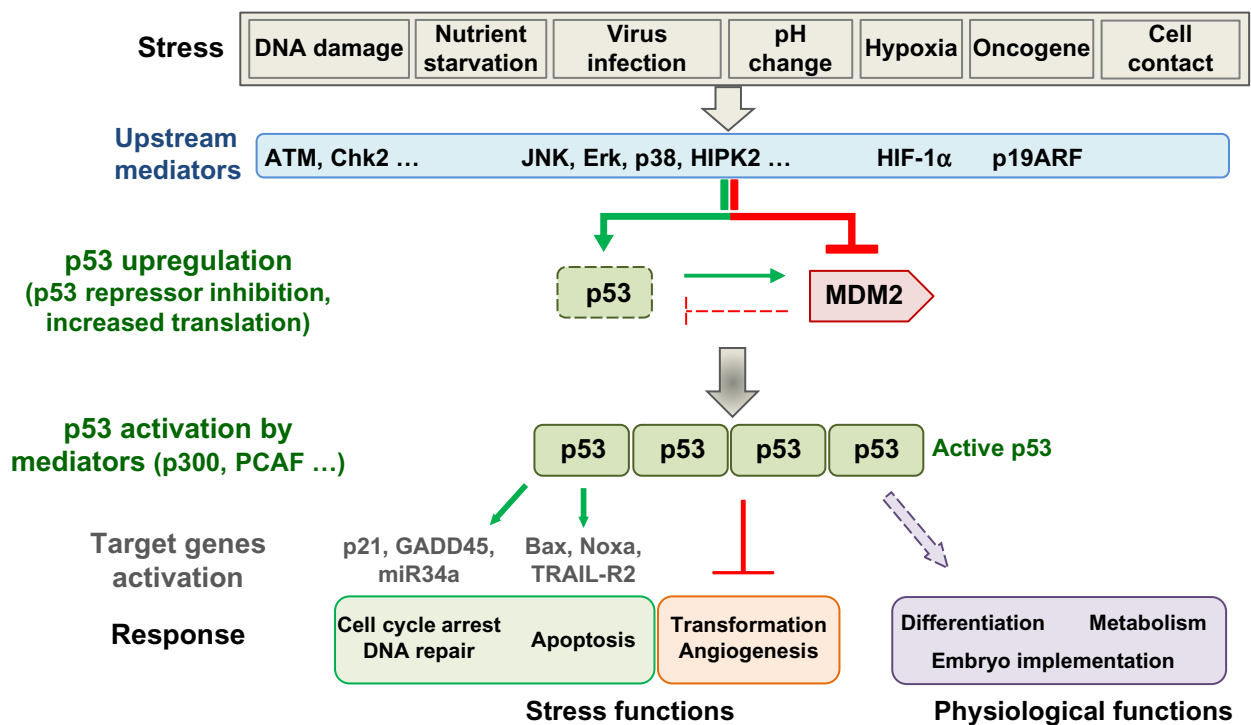 Stress
DNA damage
Nutrient
starvation
Virus
infection
pH
change
Hypoxia
Oncogene
Cell
contact
Upstream
mediators
ATM, Chk2 …
JNK, Erk, p38, HIPK2 …
HIF-1α
p19ARF
p53 upregulation
(p53 repressor inhibition,
increased translation)
p53
MDM2
p53 activation by
mediators (p300, PCAF …)
p53
p53
p53
p53
Active p53
Target genes
activation
p21, GADD45,
miR34a
Bax, Noxa,
TRAIL-R2
Response
Cell cycle arrest
DNA repair
Apoptosis
Transformation
Angiogenesis
Differentiation
Metabolism
Embryo implementation
Stress functions
Physiological functions